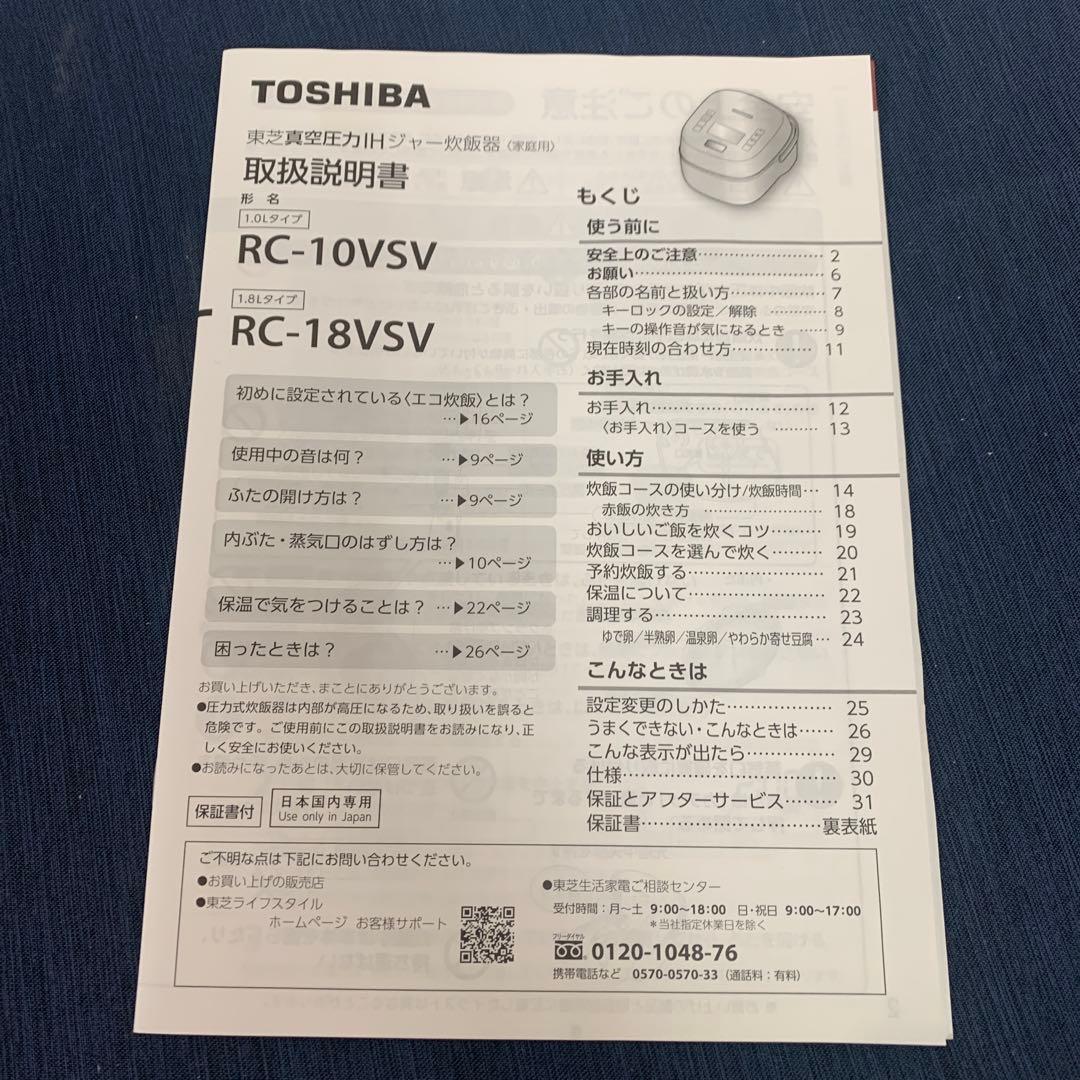 TOSHIBA
東芝真空圧力IHジャー炊飯器〈家庭用〉
取扱説明書
形 名
1.0Lタイプ
RC-10VSV
1.8Lタイプ
RC-18VSV
初めに設定されている〈エコ炊飯〉とは？
…▶16ページ
使用中の音は何？ …▶9ページ
ふたの開け方は？ …▶9ページ
内ぶた・蒸気口のはずし方は？
…▶10ページ
保温で気をつけることは？ …▶22ページ
困ったときは？ …▶26ページ
お買い上げいただき、まことにありがとうございます。
●圧力式炊飯器は内部が高圧になるため、取り扱いを誤ると
危険です。ご使用前にこの取扱説明書をお読みになり、正
しく安全にお使いください。
●お読みになったあとは、大切に保管してください。
保証書付
日本国内専用
Use only in Japan
もくじ
使う前に
安全上のご注意 2
お願い 6
各部の名前と扱い方 7
キーロックの設定／解除 8
キーの操作音が気になるとき 9
現在時刻の合わせ方 11
お手入れ
お手入れ 12
〈お手入れ〉コースを使う 13
使い方
炊飯コースの使い分け/炊飯時間 14
赤飯の炊き方 18
おいしいご飯を炊くコツ 19
炊飯コースを選んで炊く 20
予約炊飯する 21
保温について 22
調理する 23
ゆで卵／半熟卵／温泉卵／やわらか寄せ豆腐 24
こんなときは
設定変更のしかた 25
うまくできない・こんなときは 26
こんな表示が出たら 29
仕様 30
保証とアフターサービス 31
保証書 裏表紙
ご不明な点は下記にお問い合わせください。
●お買い上げの販売店
●東芝ライフスタイル
ホームページ お客様サポート
●東芝生活家電ご相談センター
受付時間：月～土 9:00～18:00 日・祝日 9:00～17:00
＊当社指定休業日を除く
フリーダイヤル
0120-1048-76
携帯電話など 0570-0570-33（通話料：有料）